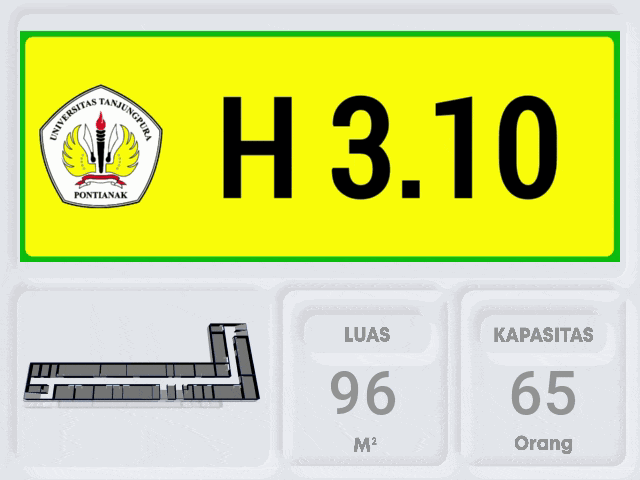 UNIVERSITAS TANJUNGPURA
PONTIANAK
H 3.10
LUAS
96
M²
KAPASITAS
65
Orang